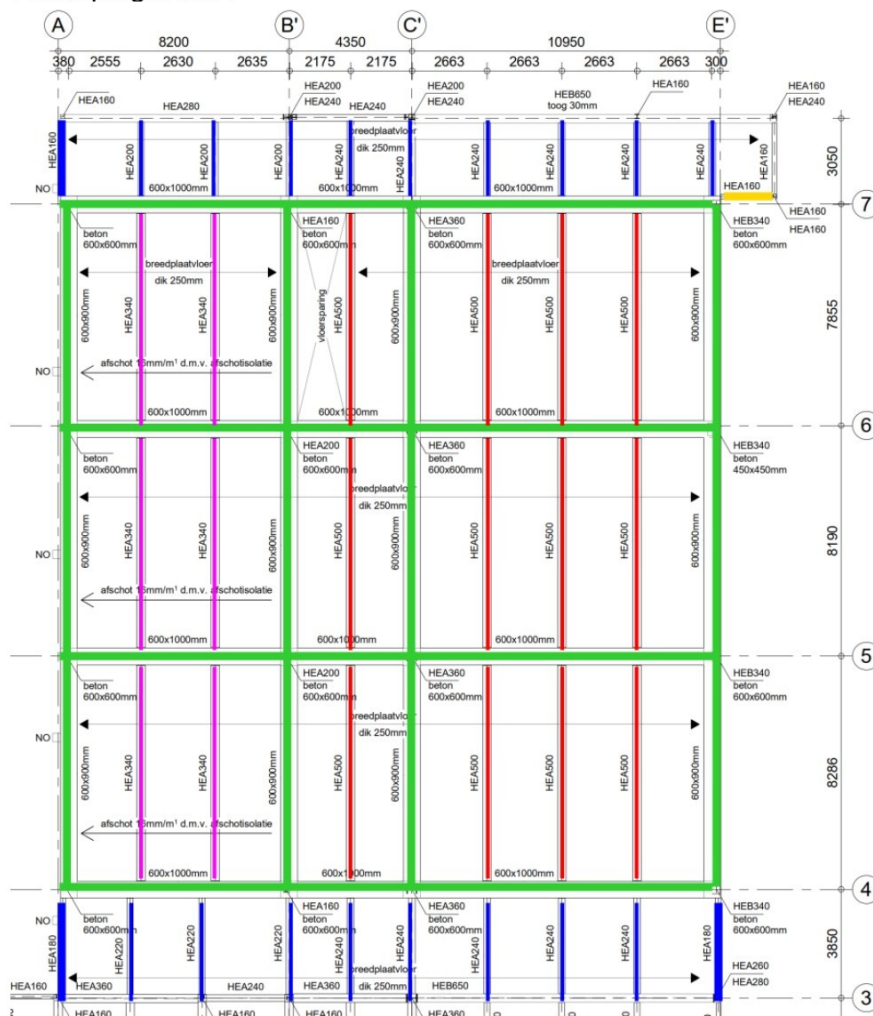 A
B'
C'
E'
8200
4350
10950
380
2555
2630
2635
2175
2175
2663
2663
2663
2663
300
HEA160
HEA280
HEA200
HEA240
HEA240
HEA200
HEA240
HEB650
toog 30mm
HEA160
HEA160
HEA240
HEA160
HEA200
HEA200
HEA200
HEA240
HEA240
HEA240
HEA240
HEA240
HEA240
HEA160
breedplaatvloer
dik 250mm
3050
NO
600x1000mm
600x1000mm
600x1000mm
HEA160
7
beton
600x600mm
HEA160
beton
600x600mm
HEA360
beton
600x600mm
HEB340
beton
600x600mm
HEA160
HEA160
breedplaatvloer
dik 250mm
breedplaatvloer
dik 250mm
600x900mm
HEA340
HEA340
600x900mm
vloersparing
HEA500
600x900mm
HEA500
HEA500
HEA500
600x900mm
7855
NO
afschot 16mm/m¹ d.m.v. afschotisolatie
600x1000mm
600x1000mm
600x1000mm
6
beton
600x600mm
HEA200
beton
600x600mm
HEA360
beton
600x600mm
HEB340
beton
450x450mm
breedplaatvloer
dik 250mm
600x900mm
HEA340
HEA340
600x900mm
HEA500
600x900mm
HEA500
HEA500
HEA500
600x900mm
8190
NO
afschot 16mm/m¹ d.m.v. afschotisolatie
600x1000mm
600x1000mm
600x1000mm
5
beton
600x600mm
HEA200
beton
600x600mm
HEA360
beton
600x600mm
HEB340
beton
600x600mm
breedplaatvloer
dik 250mm
NO
600x900mm
HEA340
HEA340
600x900mm
HEA500
600x900mm
HEA500
HEA500
HEA500
600x900mm
8286
afschot 16mm/m¹ d.m.v. afschotisolatie
600x1000mm
600x1000mm
600x1000mm
4
NO
beton
600x600mm
HEA160
beton
600x600mm
HEA360
beton
600x600mm
HEB340
beton
600x600mm
HEA180
HEA220
HEA220
HEA220
HEA240
HEA240
HEA240
HEA240
HEA240
HEA180
3850
breedplaatvloer
dik 250mm
HEA260
HEA280
HEA160
HEA360
HEA240
HEA360
HEB650
3
HEA160
HEA160
HEA160
HEA360